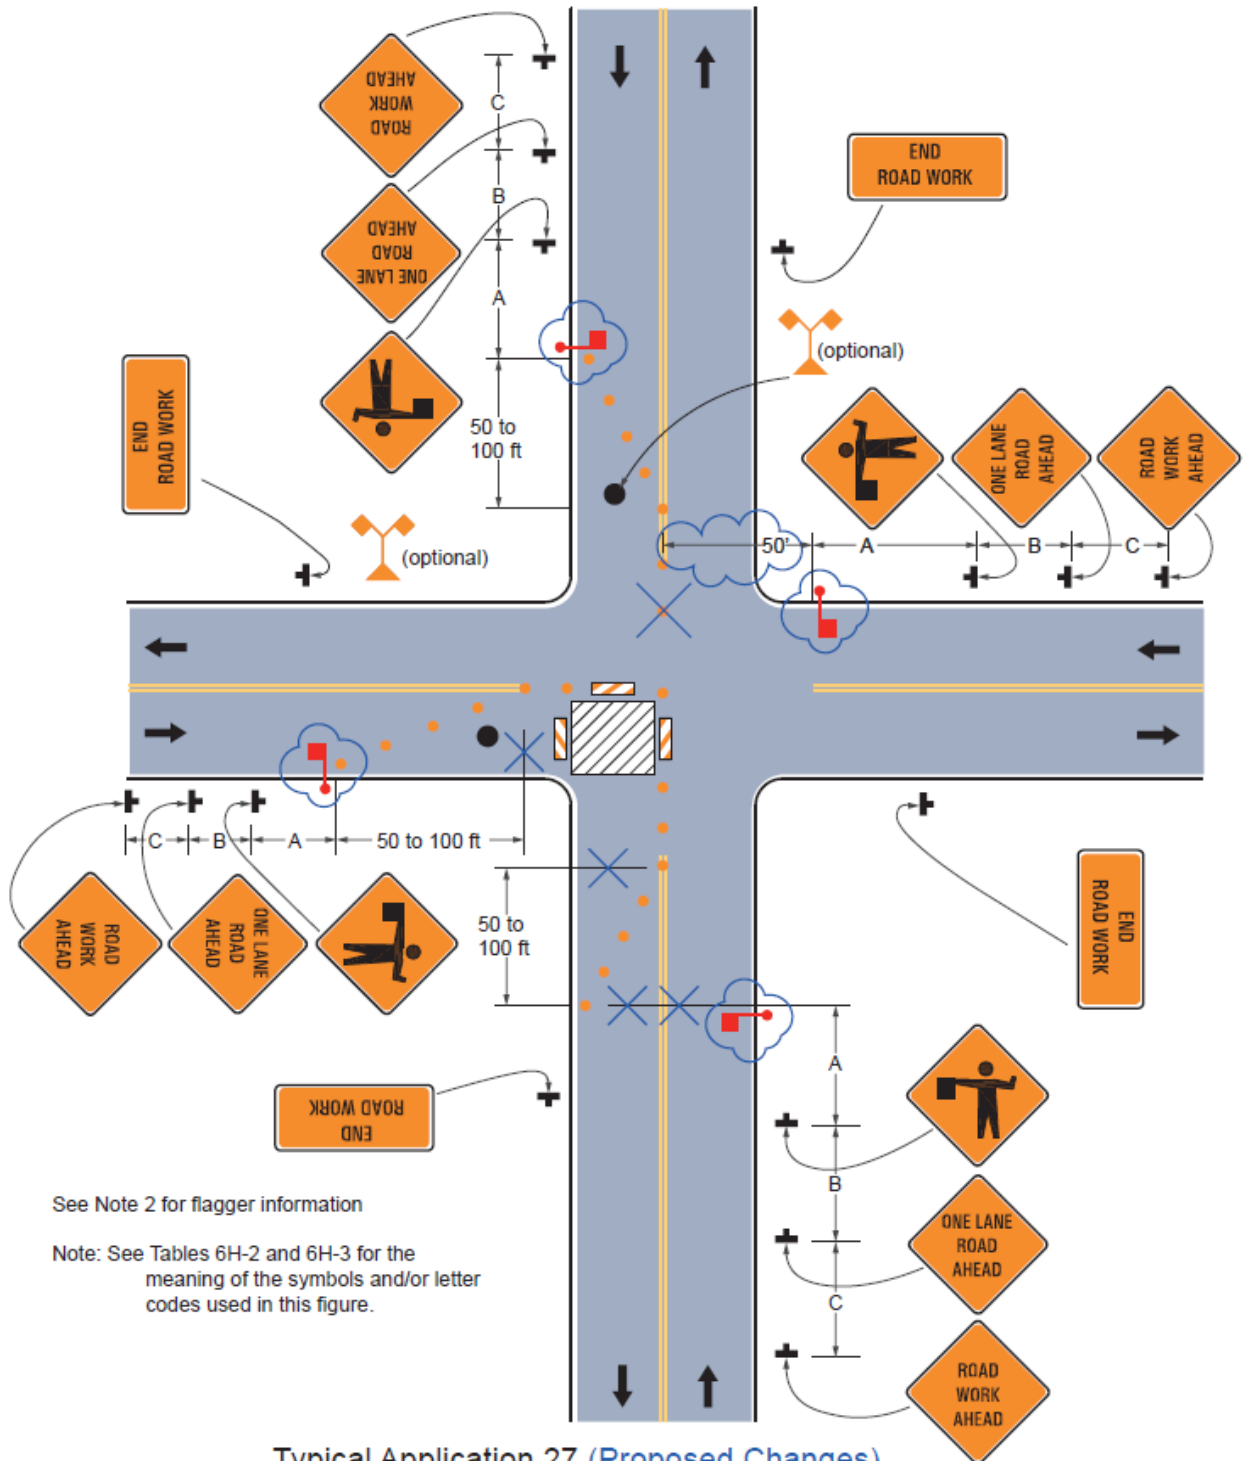 ROAD
WORK
AHEAD
C
ONE LANE
ROAD
AHEAD
B
A
END
ROAD WORK
(optional)
50 to
100 ft
END
ROAD WORK
(optional)
50'
A
B
C
ONE LANE
ROAD
AHEAD
ROAD
WORK
AHEAD
C
B
A
50 to 100 ft
ROAD
WORK
AHEAD
ONE LANE
ROAD
AHEAD
50 to
100 ft
END
ROAD WORK
END
ROAD WORK
A
B
C
ONE LANE
ROAD
AHEAD
ROAD
WORK
AHEAD
See Note 2 for flagger information
Note: See Tables 6H-2 and 6H-3 for the
meaning of the symbols and/or letter
codes used in this figure.
Typical Application 27 (Proposed Changes)